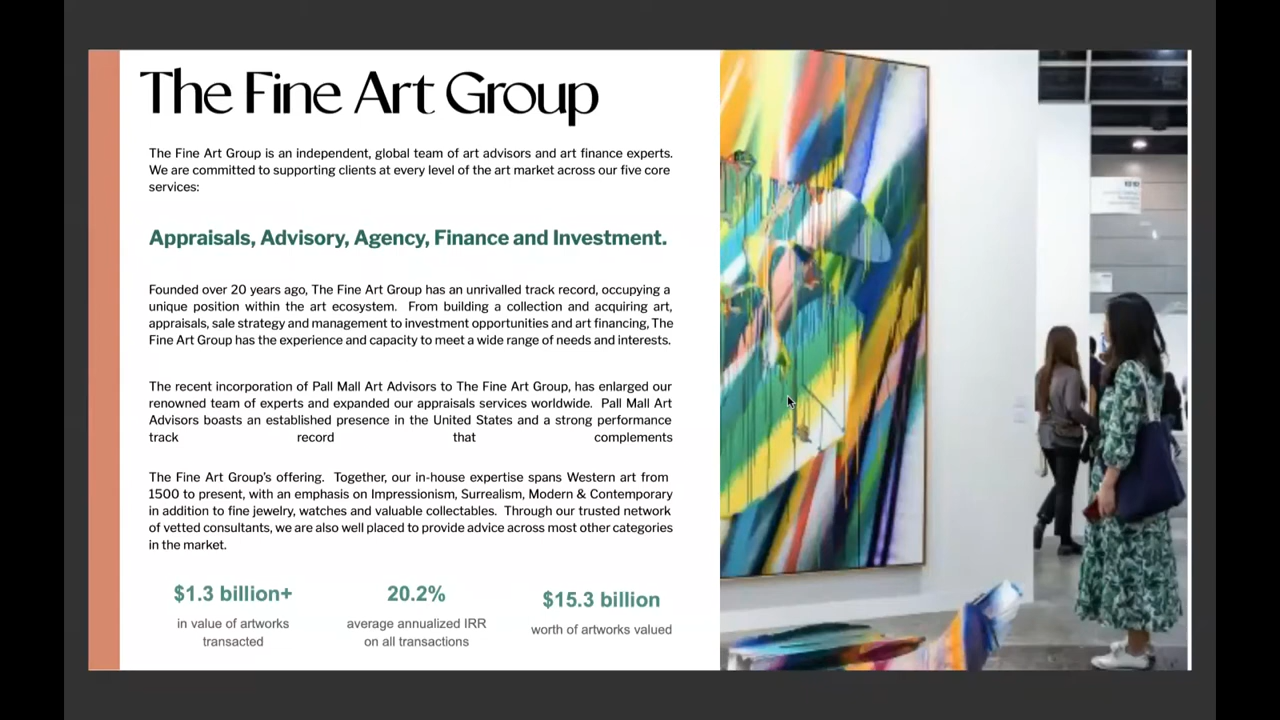 The Fine Art Group
The Fine Art Group is an independent, global team of art advisors and art finance experts.
We are committed to supporting clients at every level of the art market across our five core
services:
Appraisals, Advisory, Agency, Finance and Investment.
Founded over 20 years ago, The Fine Art Group has an unrivalled track record, occupying a
unique position within the art ecosystem. From building a collection and acquiring art,
appraisals, sale strategy and management to investment opportunities and art financing, The
Fine Art Group has the experience and capacity to meet a wide range of needs and interests.
The recent incorporation of Pall Mall Art Advisors to The Fine Art Group, has enlarged our
renowned team of experts and expanded our appraisals services worldwide. Pall Mall Art
Advisors boasts an established presence in the United States and a strong performance
track record that complements
The Fine Art Group's offering. Together, our in-house expertise spans Western art from
1500 to present, with an emphasis on Impressionism, Surrealism, Modern & Contemporary
in addition to fine jewelry, watches and valuable collectables. Through our trusted network
of vetted consultants, we are also well placed to provide advice across most other categories
in the market.
$1.3 billion+
in value of artworks
transacted
20.2%
average annualized IRR
on all transactions
$15.3 billion
worth of artworks valued